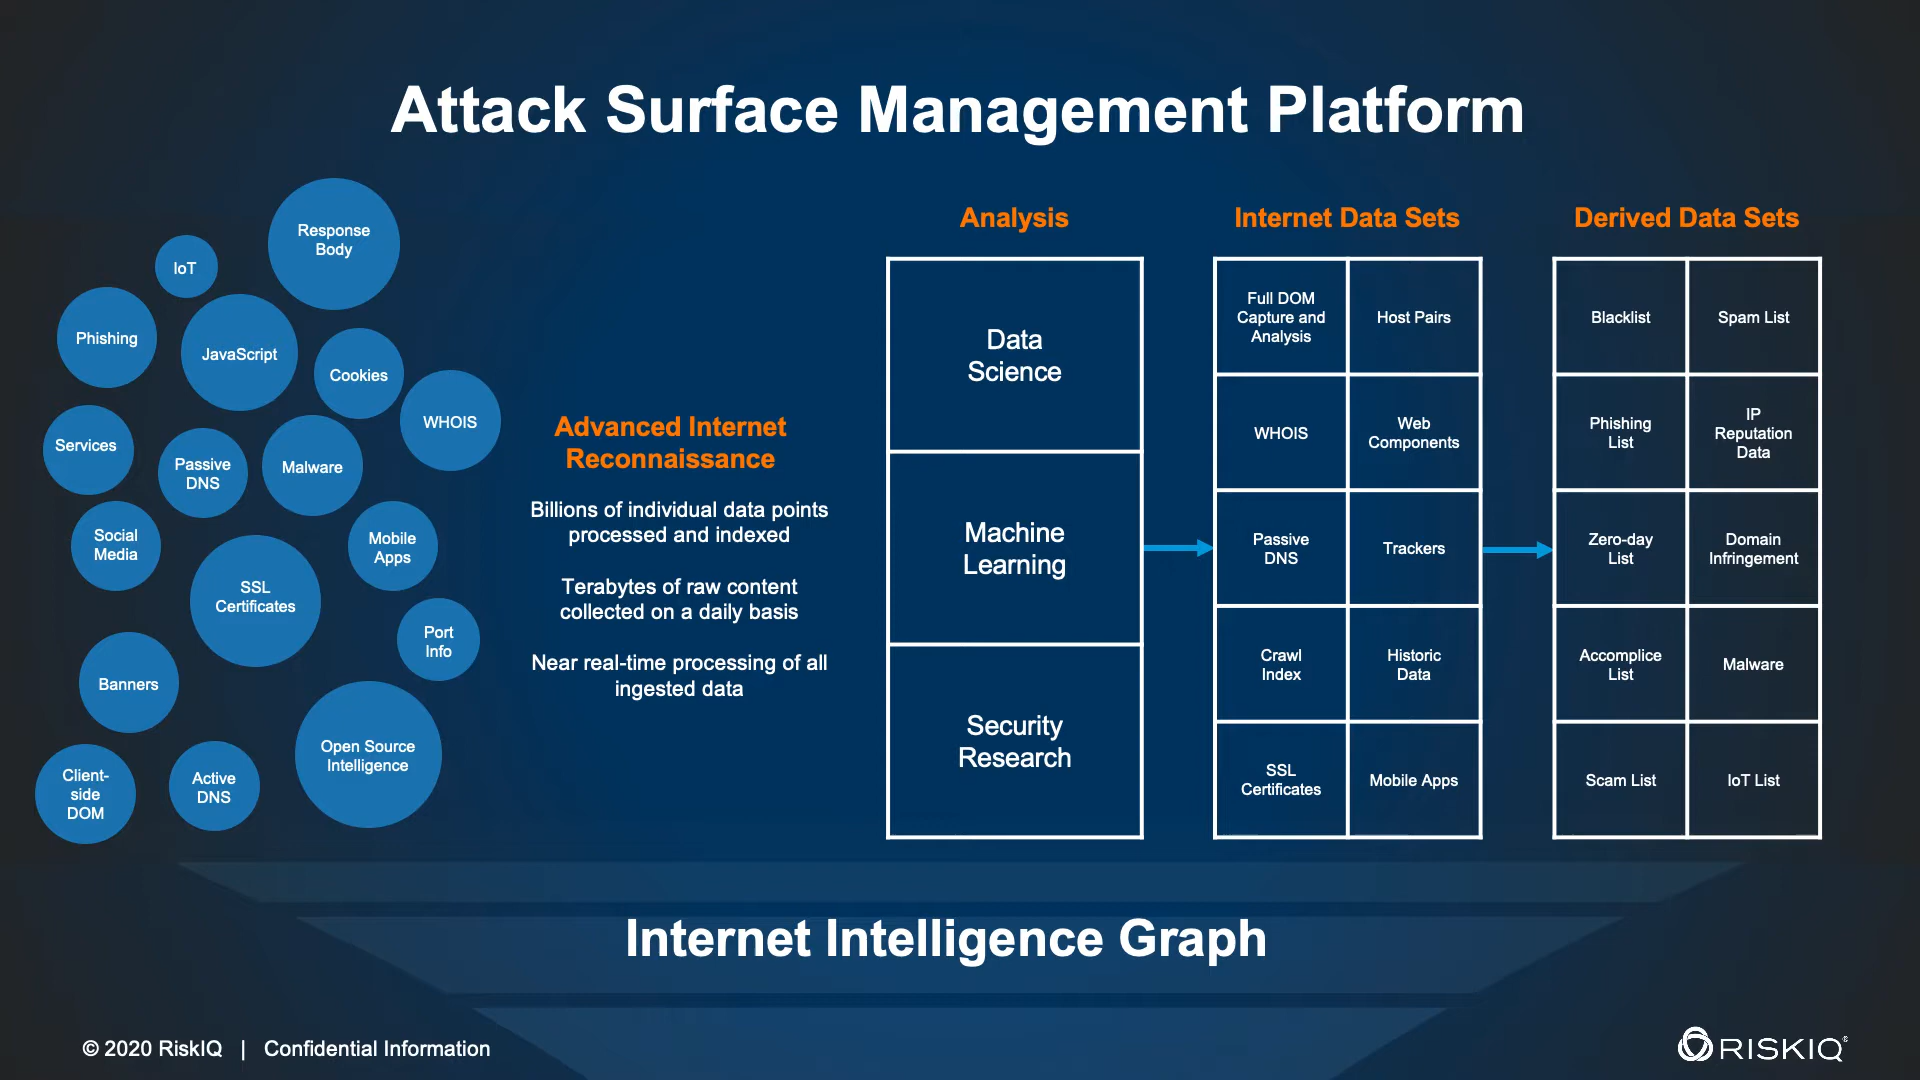 Attack Surface Management Platform
Response
Body
IoT
Phishing
JavaScript
Cookies
WHOIS
Services
Passive
DNS
Malware
Social
Media
Mobile
Apps
SSL
Certificates
Port
Info
Banners
Open Source
Intelligence
Client-
side
DOM
Active
DNS
Advanced Internet
Reconnaissance
Billions of individual data points
processed and indexed
Terabytes of raw content
collected on a daily basis
Near real-time processing of all
ingested data
Analysis
Data
Science
Machine
Learning
Security
Research
Internet Data Sets
Full DOM
Capture and
Analysis
Host Pairs
WHOIS
Web
Components
Passive
DNS
Trackers
Crawl
Index
Historic
Data
SSL
Certificates
Mobile Apps
Derived Data Sets
Blacklist
Spam List
Phishing
List
IP
Reputation
Data
Zero-day
List
Domain
Infringement
Accomplice
List
Malware
Scam List
IoT List
Internet Intelligence Graph
© 2020 RiskIQ | Confidential Information
RISKIQ®